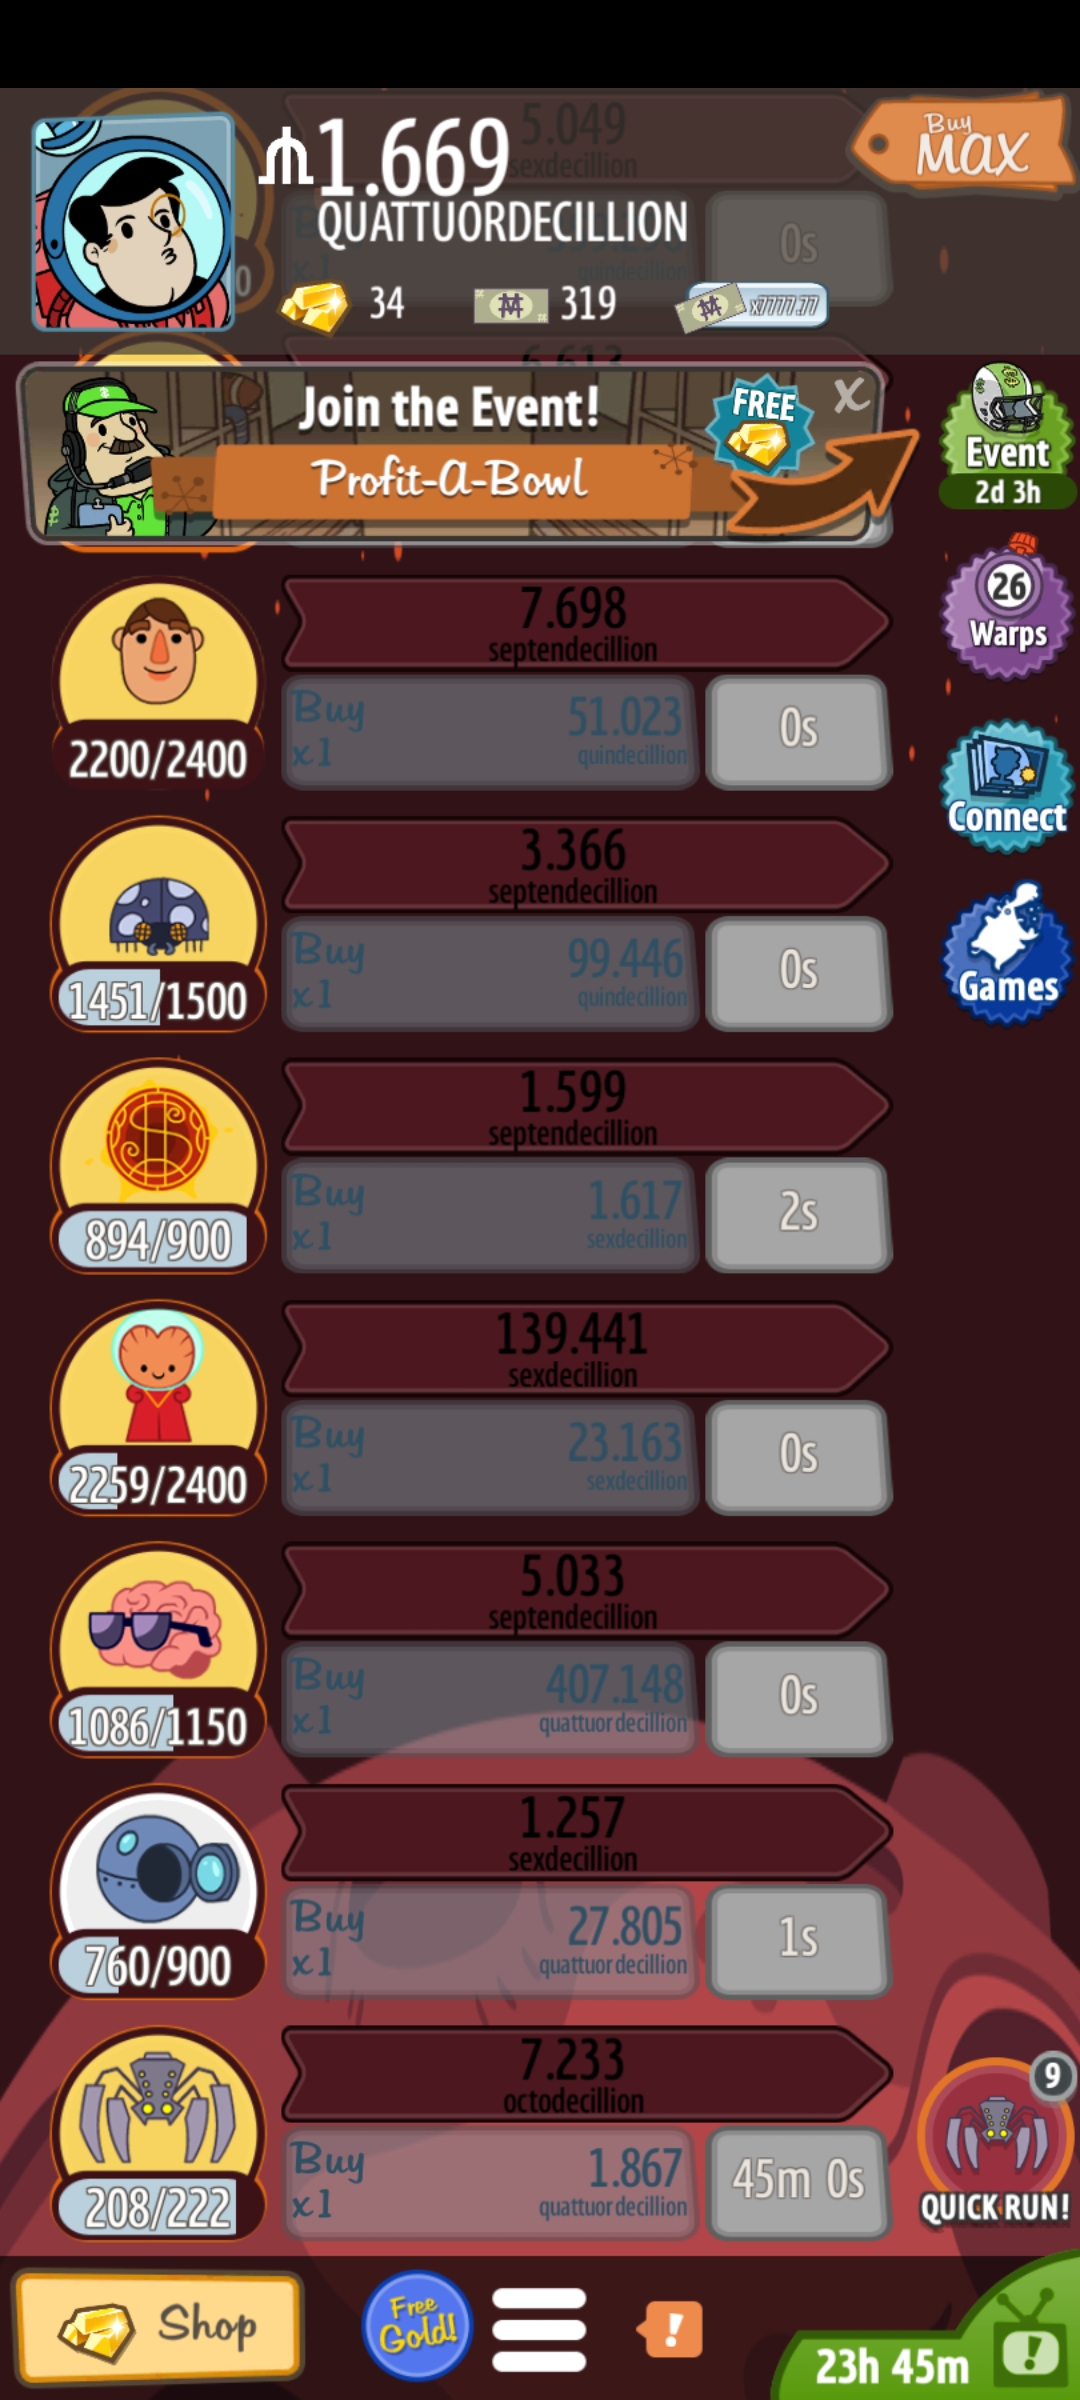 5.049
sexdecillion
1.669
QUATTUORDECILLION
Buy
MAX
x1
quindecillion
0s
34
319
x7777.77
6.613
Join the Event!
FREE
X
Profit-A-Bowl
Event
2d 3h
7.698
septendecillion
Buy
x1
51.023
quindecillion
0s
2200/2400
26
Warps
3.366
septendecillion
Buy
x1
99.446
quindecillion
0s
1451/1500
Connect
Games
1.599
septendecillion
Buy
x1
1.617
sexdecillion
2s
894/900
139.441
sexdecillion
Buy
x1
23.163
sexdecillion
0s
2259/2400
5.033
septendecillion
Buy
x1
407.148
quattuordecillion
0s
1086/1150
1.257
sexdecillion
Buy
x1
27.805
quattuordecillion
1s
760/900
7.233
octodecillion
Buy
x1
1.867
quattuordecillion
45m 0s
208/222
9
QUICK RUN!
Shop
Free
Gold!
!
23h 45m
!